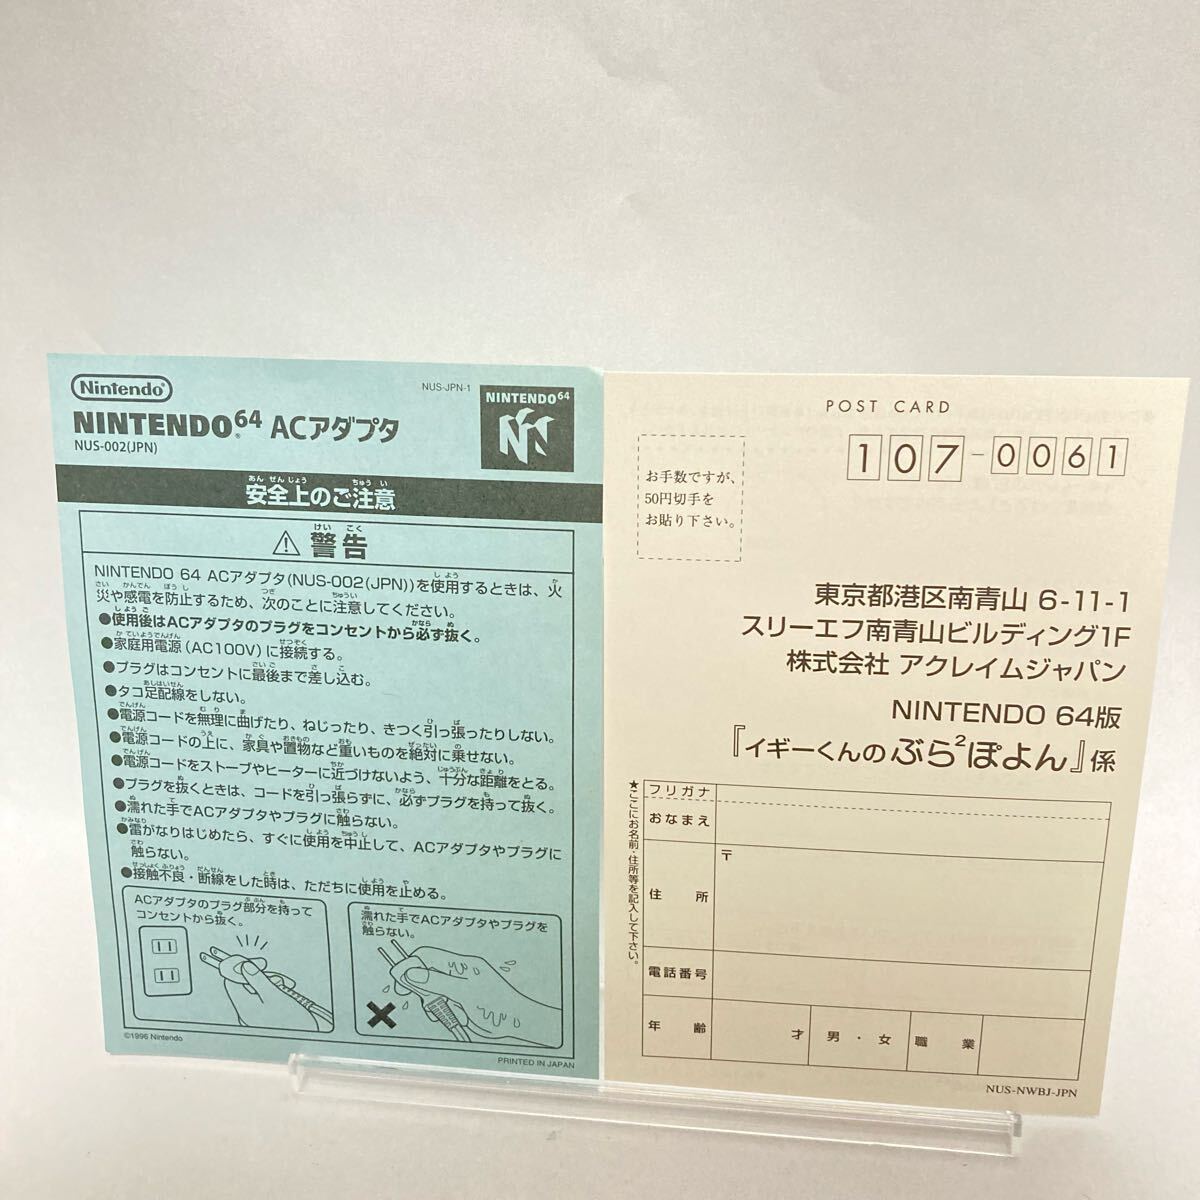 Nintendo®
NUS-JPN-1
NINTENDO64® ACアダプタ
NUS-002(JPN)
NINTENDO64
あん ぜん じょう ちゅう い
安全上のご注意
けい こく
警告
NINTENDO 64 ACアダプタ(NUS-002(JPN))を使用するときは、火
災や感電を防止するため、次のことに注意してください。
●使用後はACアダプタのプラグをコンセントから必ず抜く。
●家庭用電源(AC100V)に接続する。
●プラグはコンセントに最後まで差し込む。
●タコ足配線をしない。
●電源コードを無理に曲げたり、ねじったり、きつく引っ張ったりしない。
●電源コードの上に、家具や置物など重いものを絶対に乗せない。
●電源コードをストーブやヒーターに近づけないよう、十分な距離をとる。
●プラグを抜くときは、コードを引っ張らずに、必ずプラグを持って抜く。
●濡れた手でACアダプタやプラグに触らない。
●雷がなりはじめたら、すぐに使用を中止して、ACアダプタやプラグに
触らない。
●接触不良・断線をした時は、ただちに使用を止める。
ACアダプタのプラグ部分を持って
コンセントから抜く。
濡れた手でACアダプタやプラグを
触らない。
©1996 Nintendo
PRINTED IN JAPAN
POST CARD
107-0061
お手数ですが、
50円切手を
お貼り下さい。
東京都港区南青山 6-11-1
スリーエフ南青山ビルディング1F
株式会社 アクレイムジャパン
NINTENDO 64版
『イギーくんの ぶら²ぽよん』係
★ここにお名前・住所等を記入して下さい。
フリガナ
おなまえ
住 所
〒
電話番号
年 齢
才
男・女
職 業
NUS-NWBJ-JPN